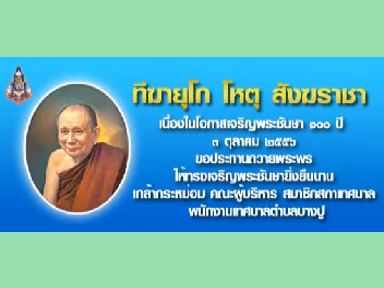 ทีฆายุโก โหตุ สังฆราชา
เนื่องในโอกาสเจริญพระชันษา ๑๐๐ ปี
๓ ตุลาคม ๒๕๕๖
ขอประทานถวายพระพร
ให้ทรงเจริญพระชันษายิ่งยืนนาน
เกล้ากระหม่อม คณะผู้บริหาร สมาชิกสภาเทศบาล
พนักงานเทศบาลตำบลบางปู